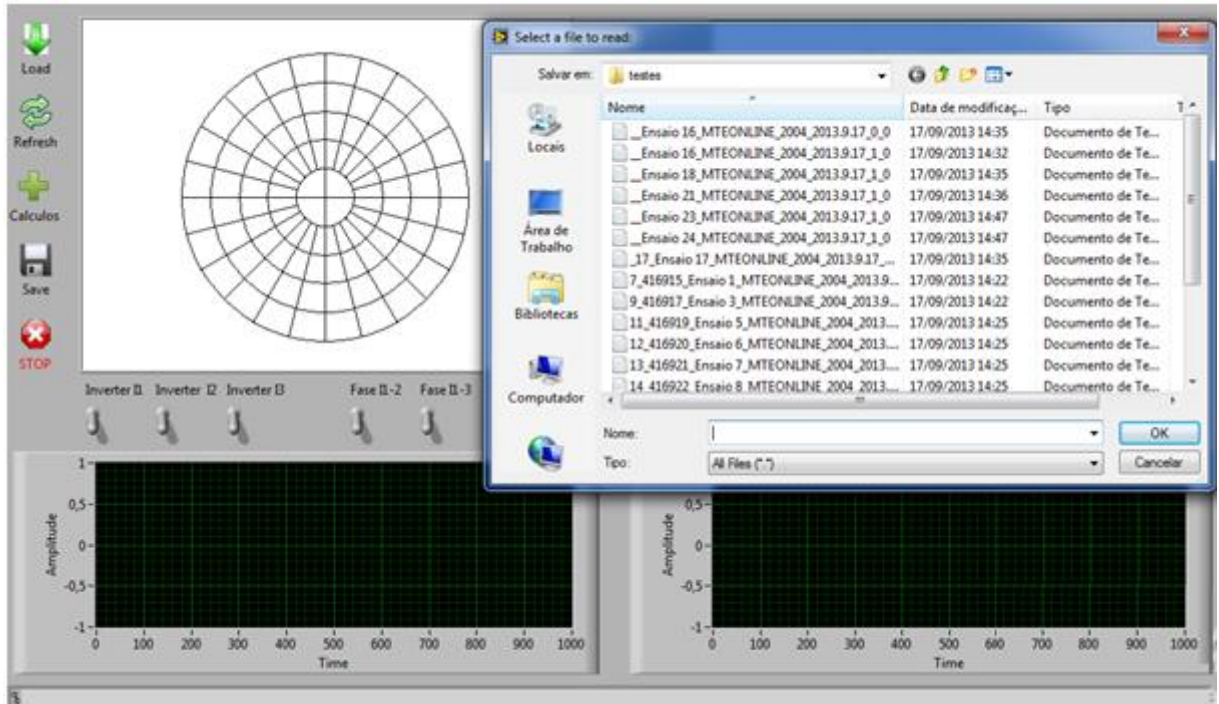 Load
Refresh
Calculos
Save
STOP
Inverter I1 Inverter I2 Inverter I3 Fase I1-2 Fase I1-3
Select a file to read:
Salvar em: testes
Locais
Área de
Trabalho
Bibliotecas
Computador
Nome Data de modificaç... Tipo T
__Ensaio 16_MTEONLINE_2004_2013.9.17_0_0 17/09/2013 14:35 Documento de Te...
__Ensaio 16_MTEONLINE_2004_2013.9.17_1_0 17/09/2013 14:32 Documento de Te...
__Ensaio 18_MTEONLINE_2004_2013.9.17_1_0 17/09/2013 14:35 Documento de Te...
__Ensaio 21_MTEONLINE_2004_2013.9.17_1_0 17/09/2013 14:36 Documento de Te...
__Ensaio 23_MTEONLINE_2004_2013.9.17_1_0 17/09/2013 14:47 Documento de Te...
__Ensaio 24_MTEONLINE_2004_2013.9.17_1_0 17/09/2013 14:47 Documento de Te...
_17_Ensaio 17_MTEONLINE_2004_2013.9.17_... 17/09/2013 14:35 Documento de Te...
7_416915_Ensaio 1_MTEONLINE_2004_2013.9... 17/09/2013 14:22 Documento de Te...
9_416917_Ensaio 3_MTEONLINE_2004_2013.9... 17/09/2013 14:22 Documento de Te...
11_416919_Ensaio 5_MTEONLINE_2004_2013.... 17/09/2013 14:25 Documento de Te...
12_416920_Ensaio 6_MTEONLINE_2004_2013.... 17/09/2013 14:25 Documento de Te...
13_416921_Ensaio 7_MTEONLINE_2004_2013.... 17/09/2013 14:25 Documento de Te...
14_416922_Ensaio 8_MTEONLINE_2004_2013.... 17/09/2013 14:25 Documento de Te...
Nome: OK
Tipo: All Files (*.*) Cancelar
Amplitude
1
0,5
0
-0,5
-1
0 100 200 300 400 500 600 700 800 900 1000
Time
Amplitude
0,5
0
-0,5
-1
0 100 200 300 400 500 600 700 800 900 1000
Time